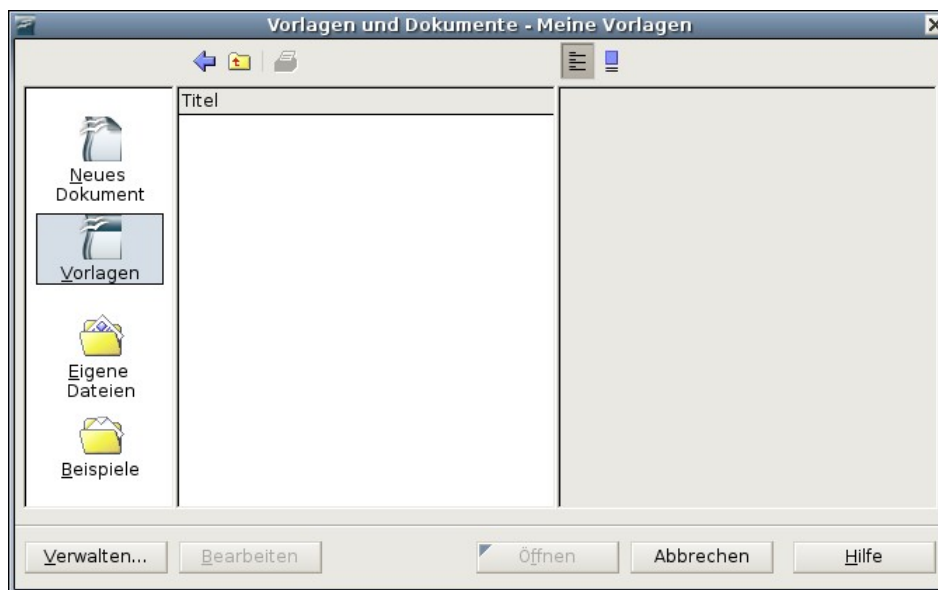 Vorlagen und Dokumente - Meine Vorlagen
Titel
Neues
Dokument
Vorlagen
Eigene
Dateien
Beispiele
Verwalten...
Bearbeiten
Öffnen
Abbrechen
Hilfe